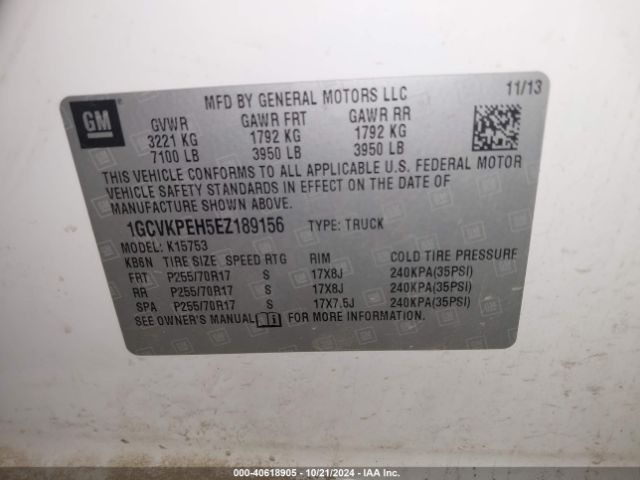 GM
MFD BY GENERAL MOTORS LLC
11/13
GVWR GAWR FRT GAWR RR
3221 KG 1792 KG 1792 KG
7100 LB 3950 LB 3950 LB
THIS VEHICLE CONFORMS TO ALL APPLICABLE U.S. FEDERAL MOTOR
VEHICLE SAFETY STANDARDS IN EFFECT ON THE DATE OF
MANUFACTURE SHOWN ABOVE.
1GCVKPEH5EZ189156 TYPE: TRUCK
MODEL: K15753
KB6N TIRE SIZE SPEED RTG RIM COLD TIRE PRESSURE
FRT P255/70R17 S 17X8J 240KPA(35PSI)
RR P255/70R17 S 17X8J 240KPA(35PSI)
SPA P255/70R17 S 17X7.5J 240KPA(35PSI)
SEE OWNER'S MANUAL FOR MORE INFORMATION.
000-40618905 - 10/21/2024 - IAA Inc.